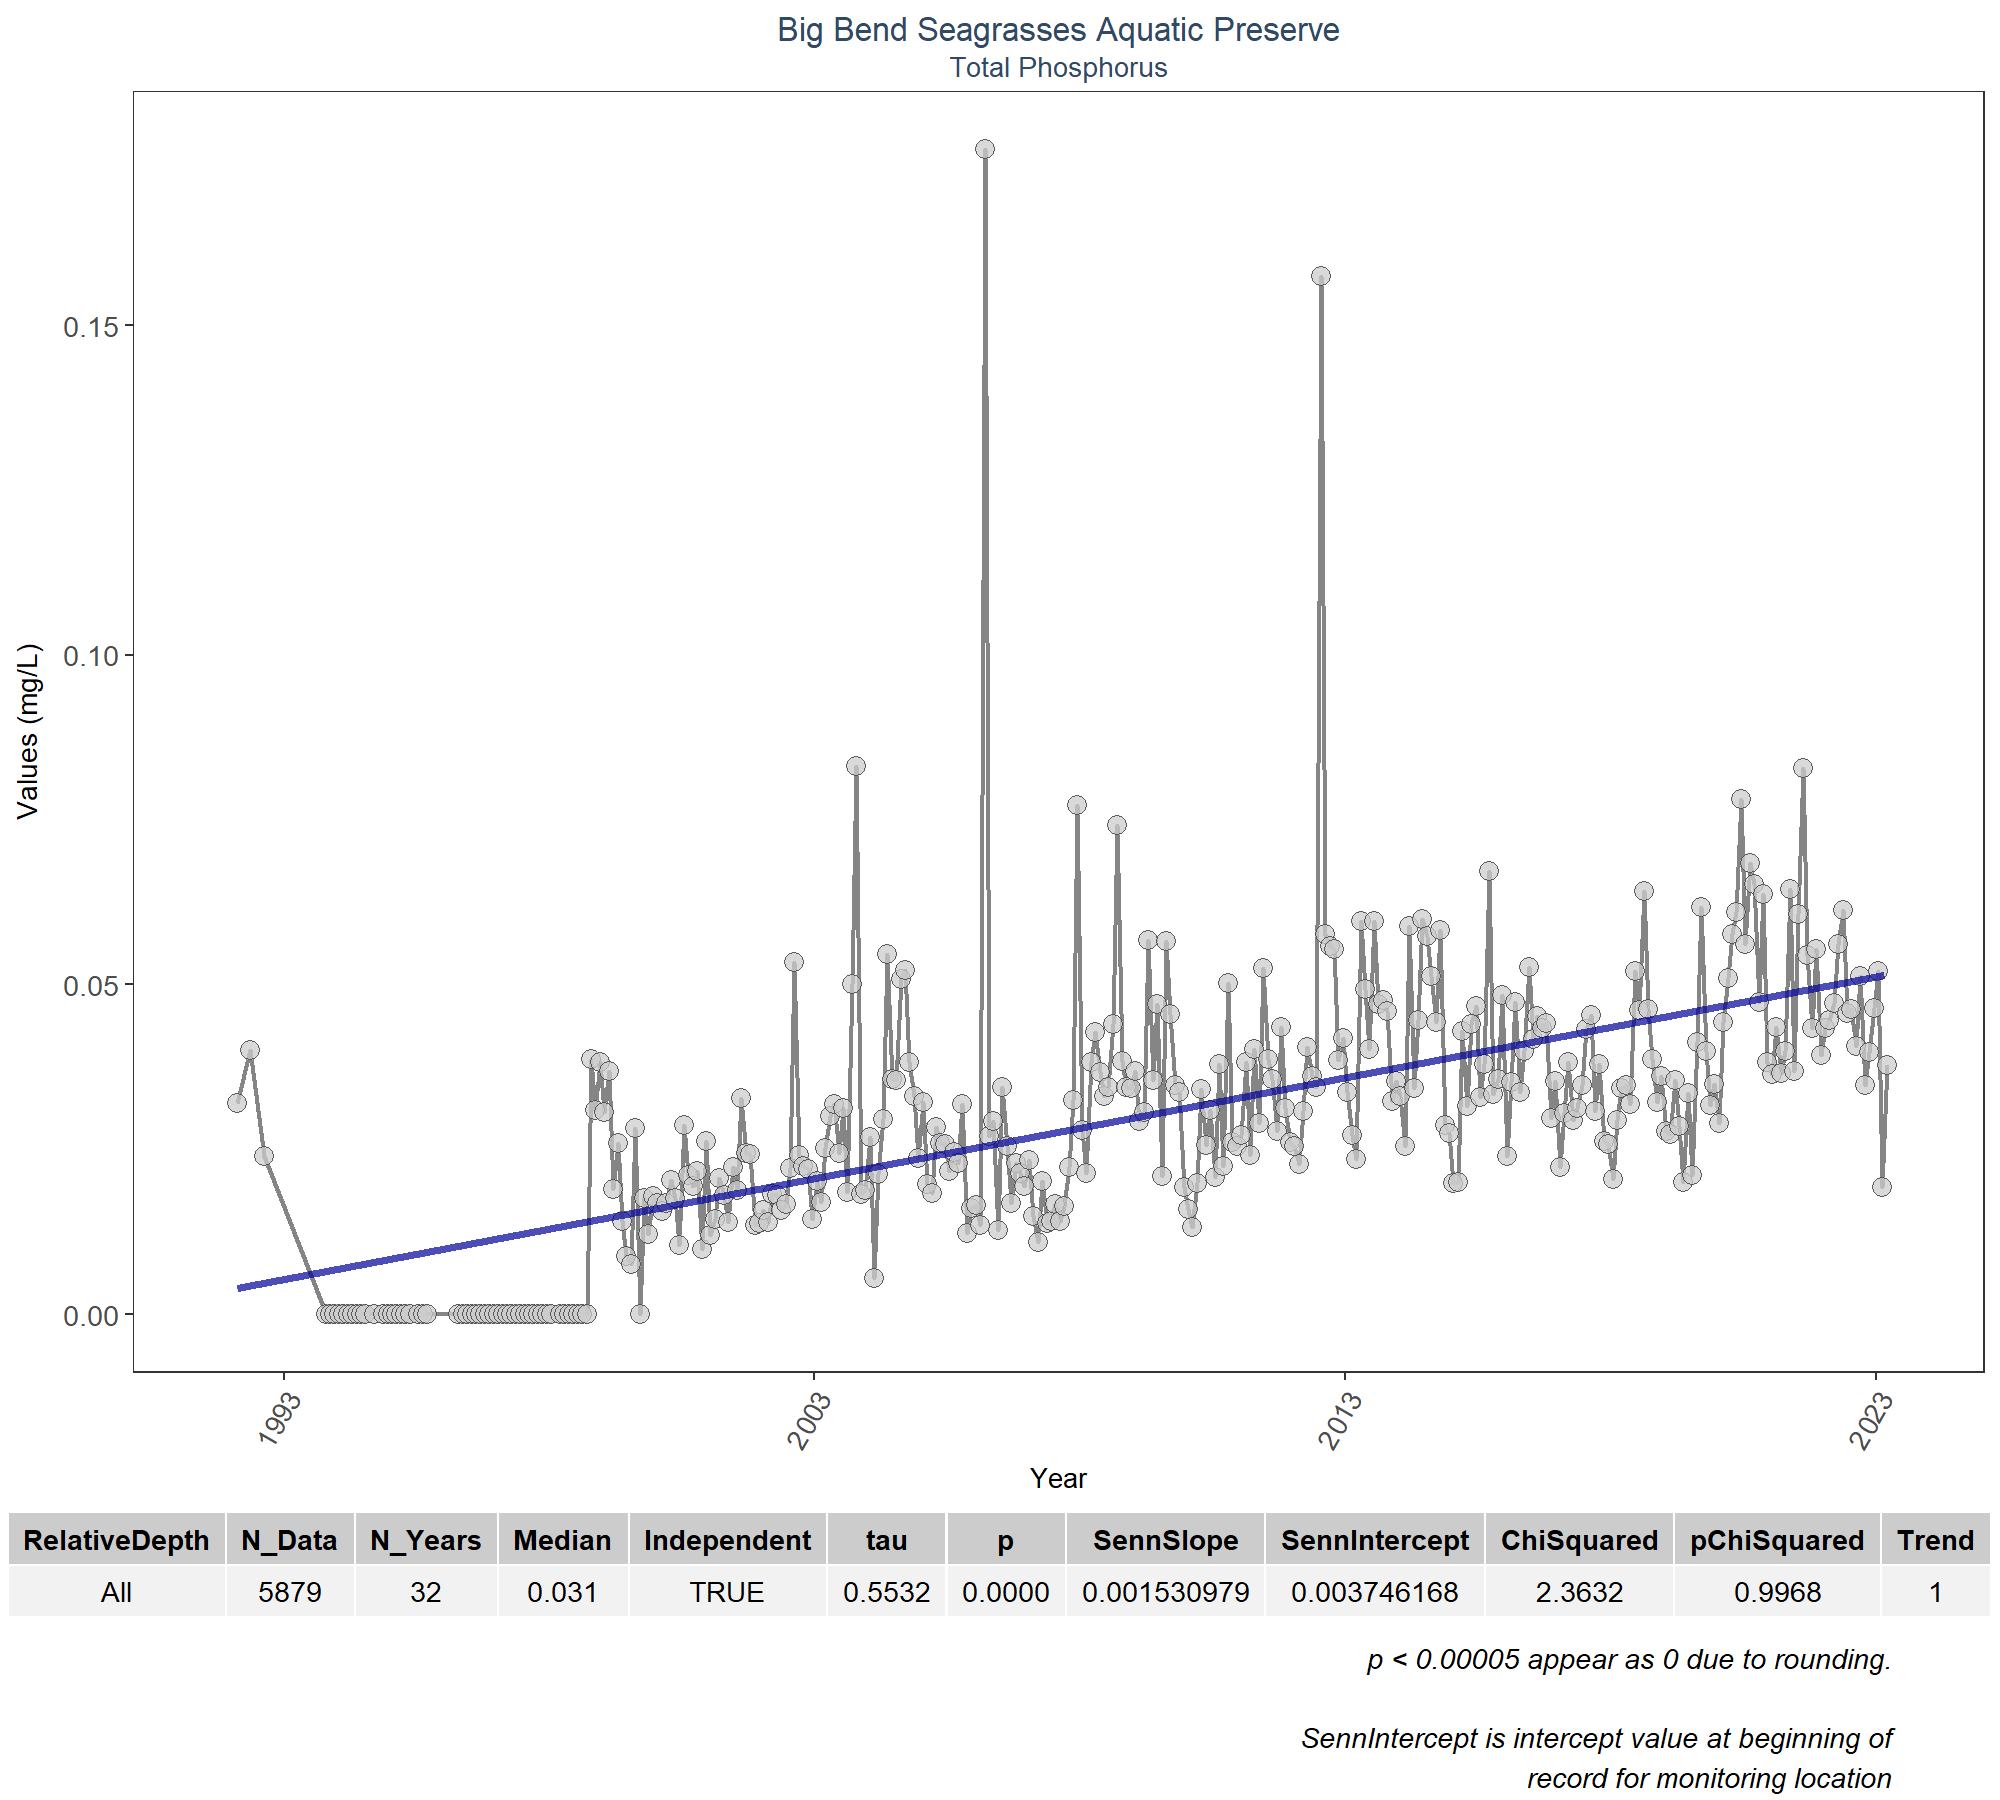 Big Bend Seagrasses Aquatic Preserve
Total Phosphorus
Values (mg/L)
0.15
0.10
0.05
0.00
1993
2003
2013
2023
Year
RelativeDepth N_Data N_Years Median Independent tau p SennSlope SennIntercept ChiSquared pChiSquared Trend
All 5879 32 0.031 TRUE 0.5532 0.0000 0.001530979 0.003746168 2.3632 0.9968 1
p < 0.00005 appear as 0 due to rounding.
SennIntercept is intercept value at beginning of
record for monitoring location